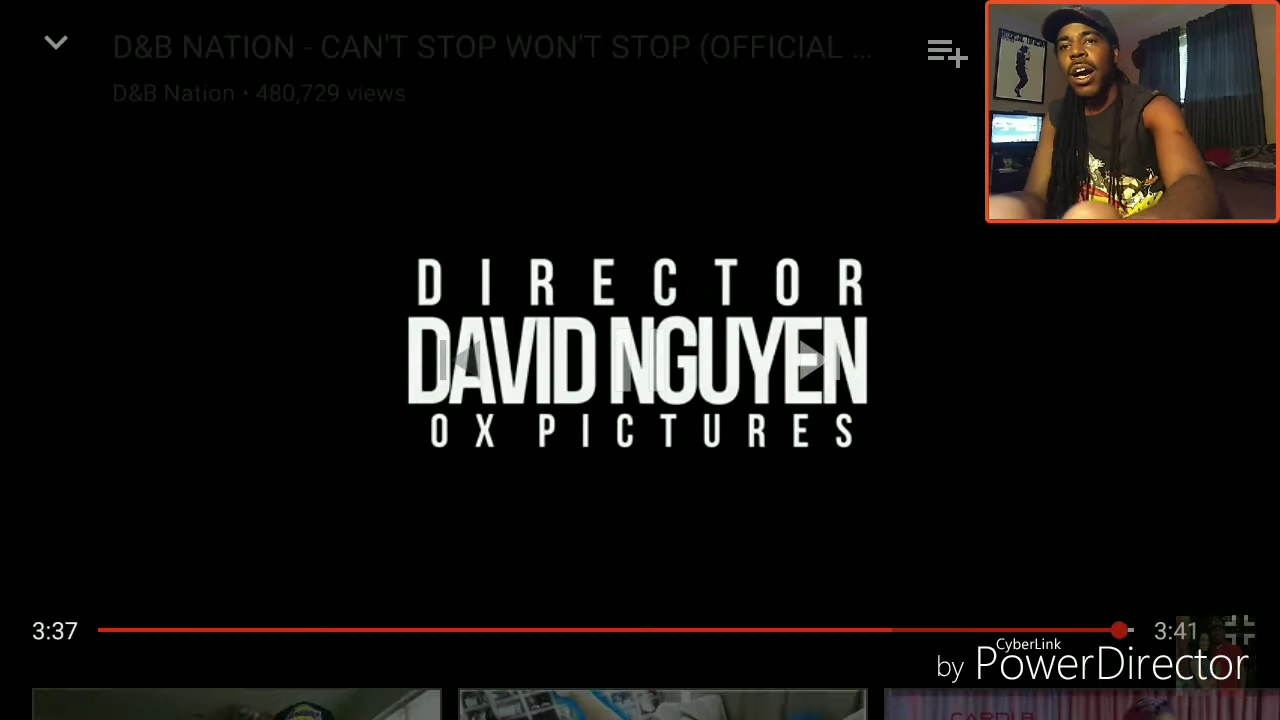 D&B NATION - CAN'T STOP WON'T STOP (OFFICIAL ...
D&B Nation • 480,729 views
DIRECTOR
DAVID NGUYEN
OX PICTURES
3:37
3:41
CyberLink
by PowerDirector